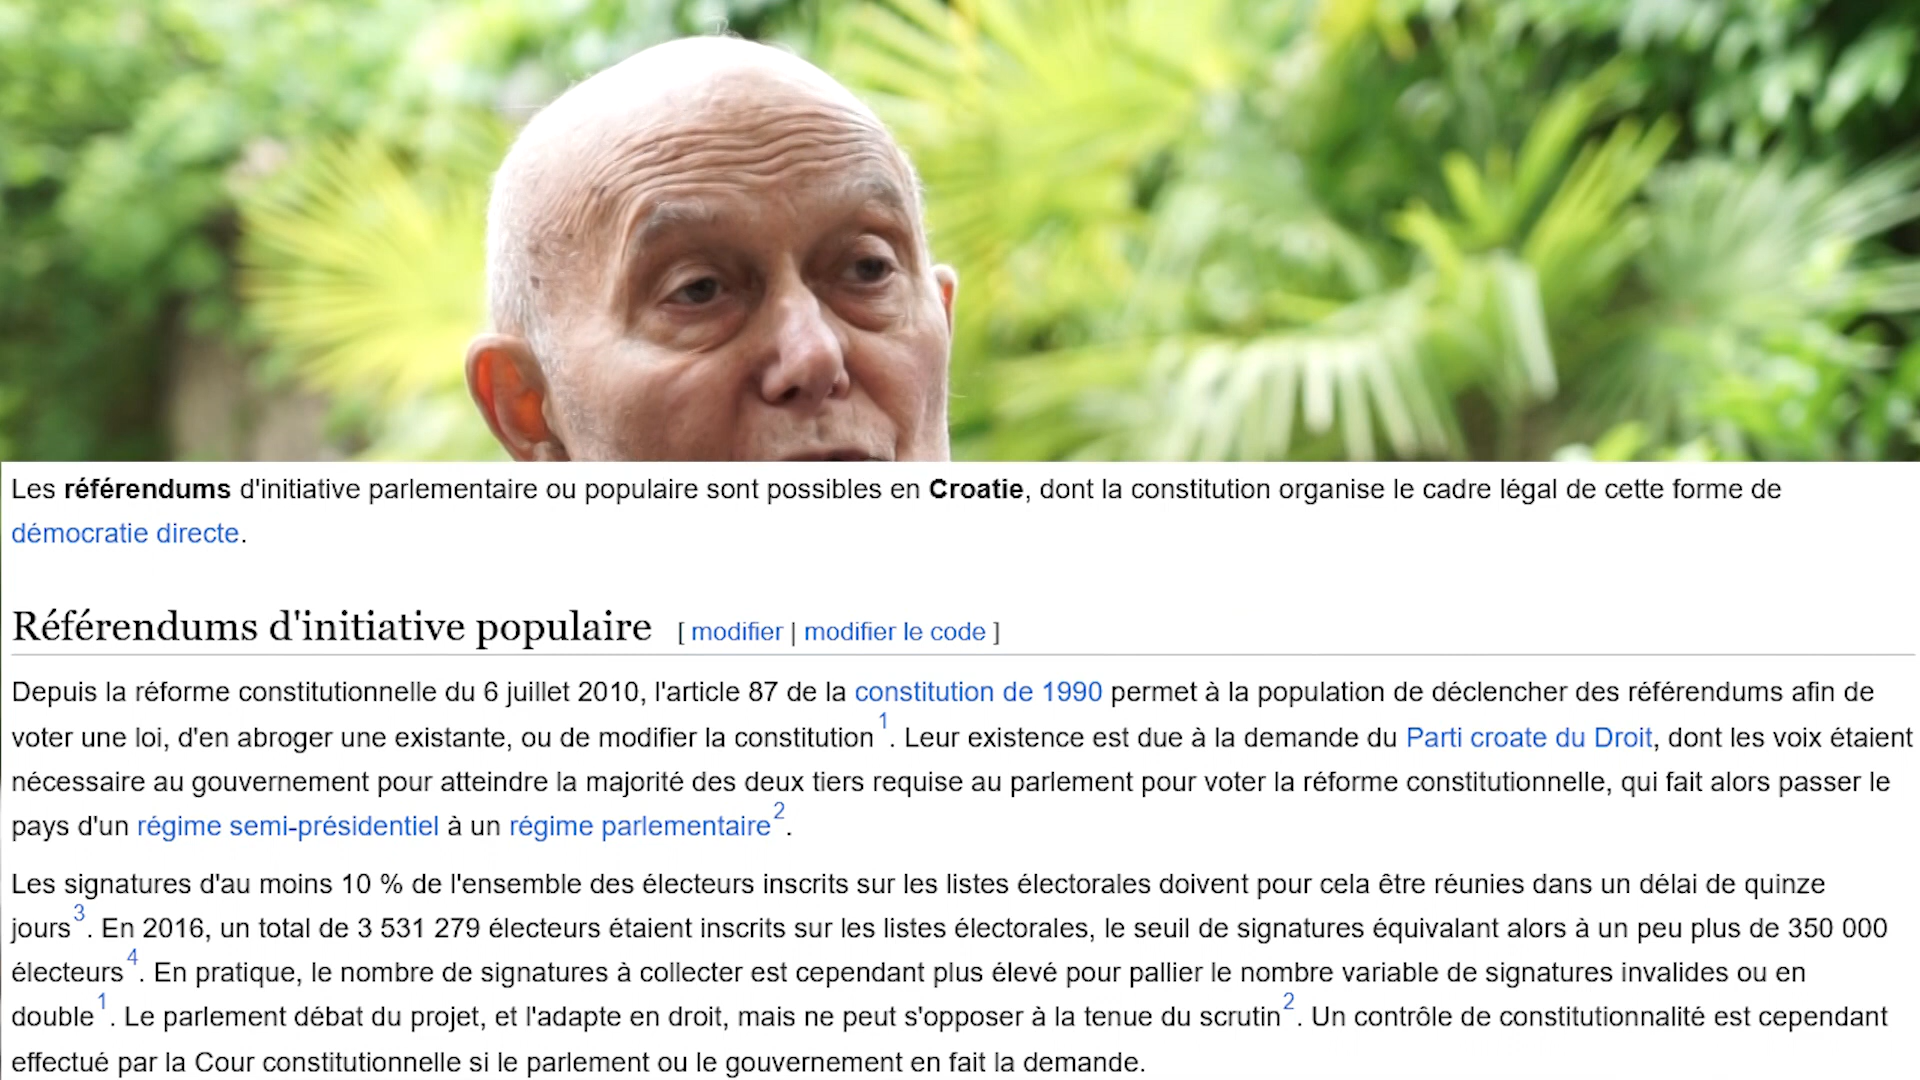 Les référendums d'initiative parlementaire ou populaire sont possibles en Croatie, dont la constitution organise le cadre légal de cette forme de
démocratie directe.
Référendums d'initiative populaire [ modifier | modifier le code ]
Depuis la réforme constitutionnelle du 6 juillet 2010, l'article 87 de la constitution de 1990 permet à la population de déclencher des référendums afin de
voter une loi, d'en abroger une existante, ou de modifier la constitution 1. Leur existence est due à la demande du Parti croate du Droit, dont les voix étaient
nécessaire au gouvernement pour atteindre la majorité des deux tiers requise au parlement pour voter la réforme constitutionnelle, qui fait alors passer le
pays d'un régime semi-présidentiel à un régime parlementaire 2.
Les signatures d'au moins 10 % de l'ensemble des électeurs inscrits sur les listes électorales doivent pour cela être réunies dans un délai de quinze
jours 3. En 2016, un total de 3 531 279 électeurs étaient inscrits sur les listes électorales, le seuil de signatures équivalant alors à un peu plus de 350 000
électeurs 4. En pratique, le nombre de signatures à collecter est cependant plus élevé pour pallier le nombre variable de signatures invalides ou en
double 1. Le parlement débat du projet, et l'adapte en droit, mais ne peut s'opposer à la tenue du scrutin 2. Un contrôle de constitutionnalité est cependant
effectué par la Cour constitutionnelle si le parlement ou le gouvernement en fait la demande.